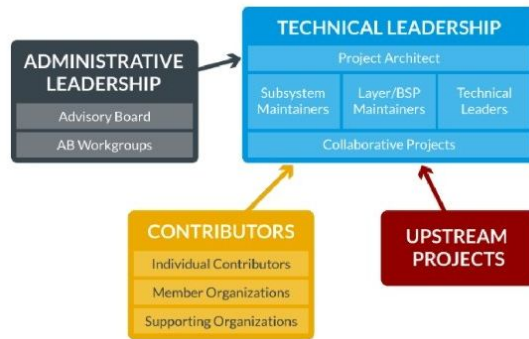 TECHNICAL LEADERSHIP
Project Architect
Subsystem
Maintainers
Layer/BSP
Maintainers
Technical
Leaders
Collaborative Projects
ADMINISTRATIVE
LEADERSHIP
Advisory Board
AB Workgroups
CONTRIBUTORS
Individual Contributors
Member Organizations
Supporting Organizations
UPSTREAM
PROJECTS